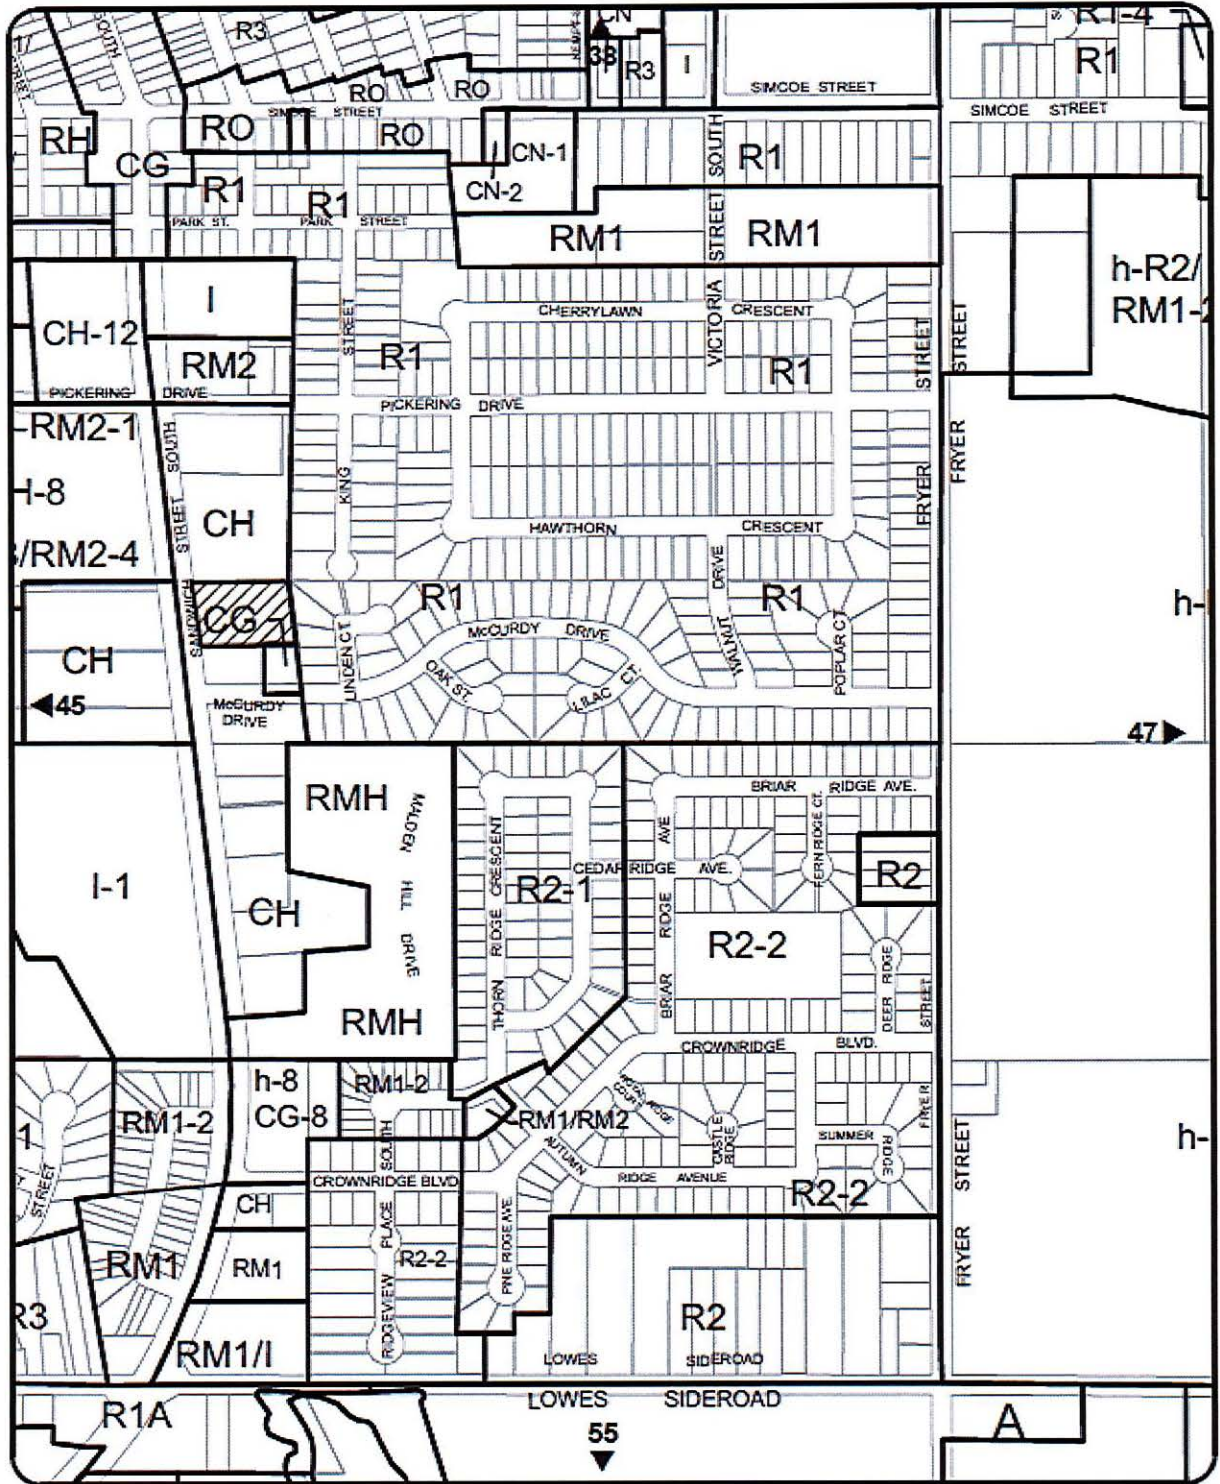 CN
R1-4
SOUTH
R3
38
R3
I
R1
RO
RO
SIMCOE STREET
SIMCOE STREET
SIMCOE STREET
RH
CG
RO
RO
CN-1
CN-2
SOUTH
R1
R1
R1
PARK ST.
PARK STREET
RM1
STREET
RM1
h-R2/
RM1-2
I
CH-12
RM2
PICKERING DRIVE
STREET
R1
CHERRYLAWN CRESCENT
VICTORIA
R1
STREET
STREET
PICKERING DRIVE
-RM2-1
H-8
/RM2-4
SOUTH
STREET
CH
KING
FRYER
FRYER
HAWTHORN CRESCENT
DRIVE
CG
SANDWICH
CH
45
R1
R1
h-
McCURDY DRIVE
LINDEN CT.
OAK ST.
LILAC CT.
WALNUT
POPLAR CT.
McCURDY
DRIVE
47
RMH
MALDEN HILL DRIVE
RMH
I-1
CH
THORN RIDGE CRESCENT
R2-1
CEDAR RIDGE AVE.
BRIAR RIDGE AVE.
BRIAR RIDGE AVE
FERN RIDGE CT.
R2
R2-2
DEER RIDGE
STREET
CROWNRIDGE BLVD.
h-8
CG-8
RM1-2
RM1-2
RM1/RM2
CASTLE
RIDGE
FRYER
SUMMER
RIDGE
AUTUMN
RIDGE AVENUE
R2-2
h-
STREET
1
STREET
SOUTH
CROWNRIDGE BLVD
CH
PLACE
RM1
RM1
R2-2
PINE RIDGE AVE.
RIDGEVIEW
FRYER
R3
RM1/I
R2
LOWES SIDEROAD
LOWES SIDEROAD
R1A
55
A